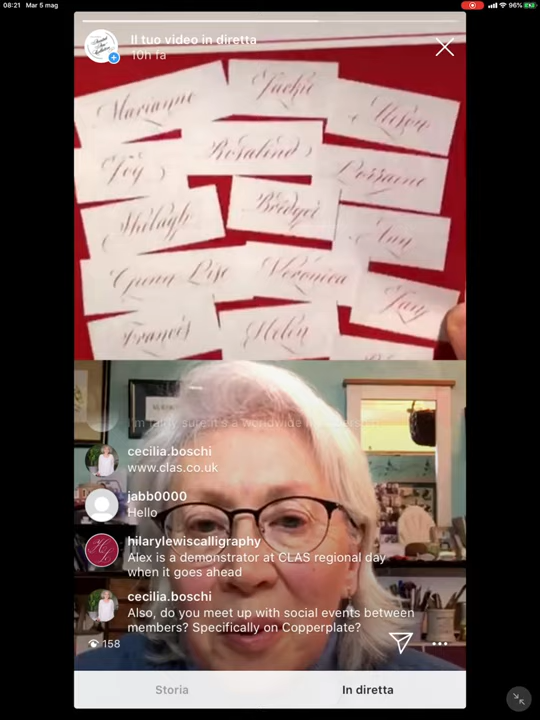 08:21 Mar 5 mag
96%
Il tuo video in diretta
10h fa
Marianne
Jackie
Alison
Joy
Rosalind
Lorraine
Shelagh
Bridget
Gunn Lise
Veronica
Fay
Francis
Helen
cecilia.boschi
www.clas.co.uk
jabb0000
Hello
hilarylewiscalligraphy
Alex is a demonstrator at CLAS regional day
when it goes ahead
cecilia.boschi
Also, do you meet up with social events between
members? Specifically on Copperplate?
158
Storia
In diretta